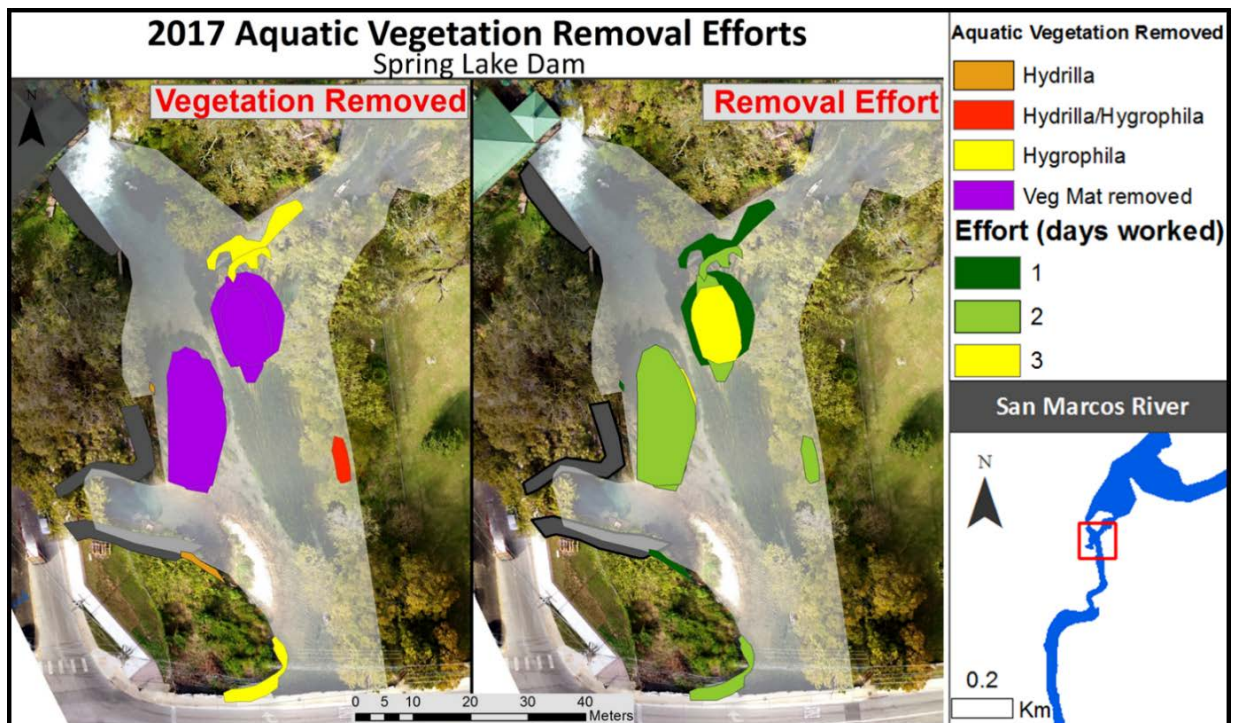 2017 Aquatic Vegetation Removal Efforts
Spring Lake Dam
Vegetation Removed
Removal Effort
N
0 5 10 20 30 40
Meters
Aquatic Vegetation Removed
Hydrilla
Hydrilla/Hygrophila
Hygrophila
Veg Mat removed
Effort (days worked)
1
2
3
San Marcos River
N
0.2
Km